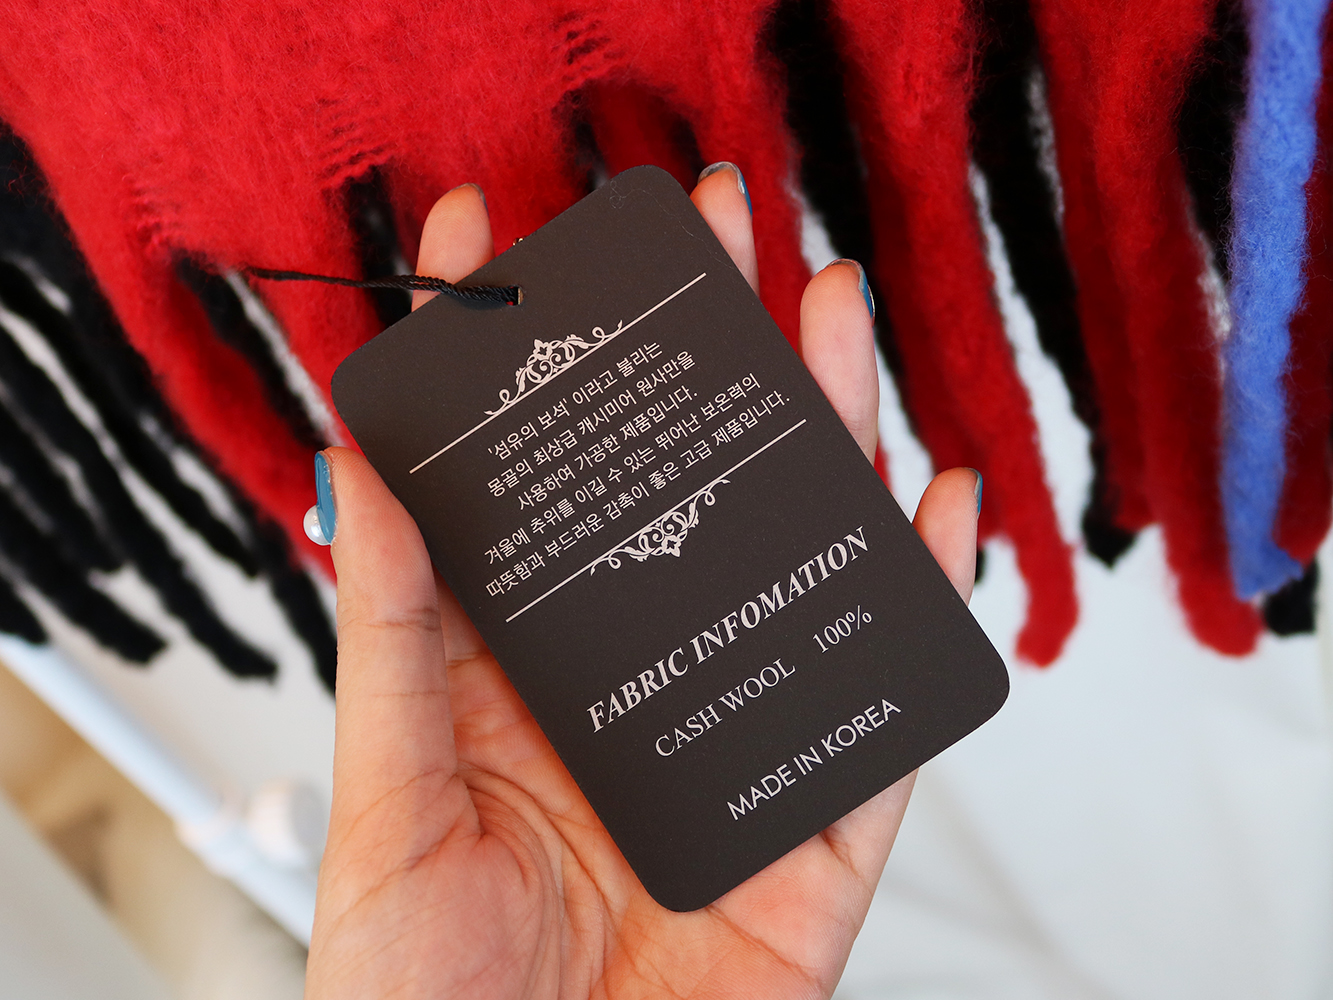 '섬유의 보석' 이라고 불리는
몽골의 최상급 캐시미어 원사만을
사용하여 가공한 제품입니다.
겨울에 추위를 이길 수 있는 뛰어난 보온력의
따뜻함과 부드러운 감촉이 좋은 고급 제품입니다.
FABRIC INFOMATION
CASH WOOL 100%
MADE IN KOREA